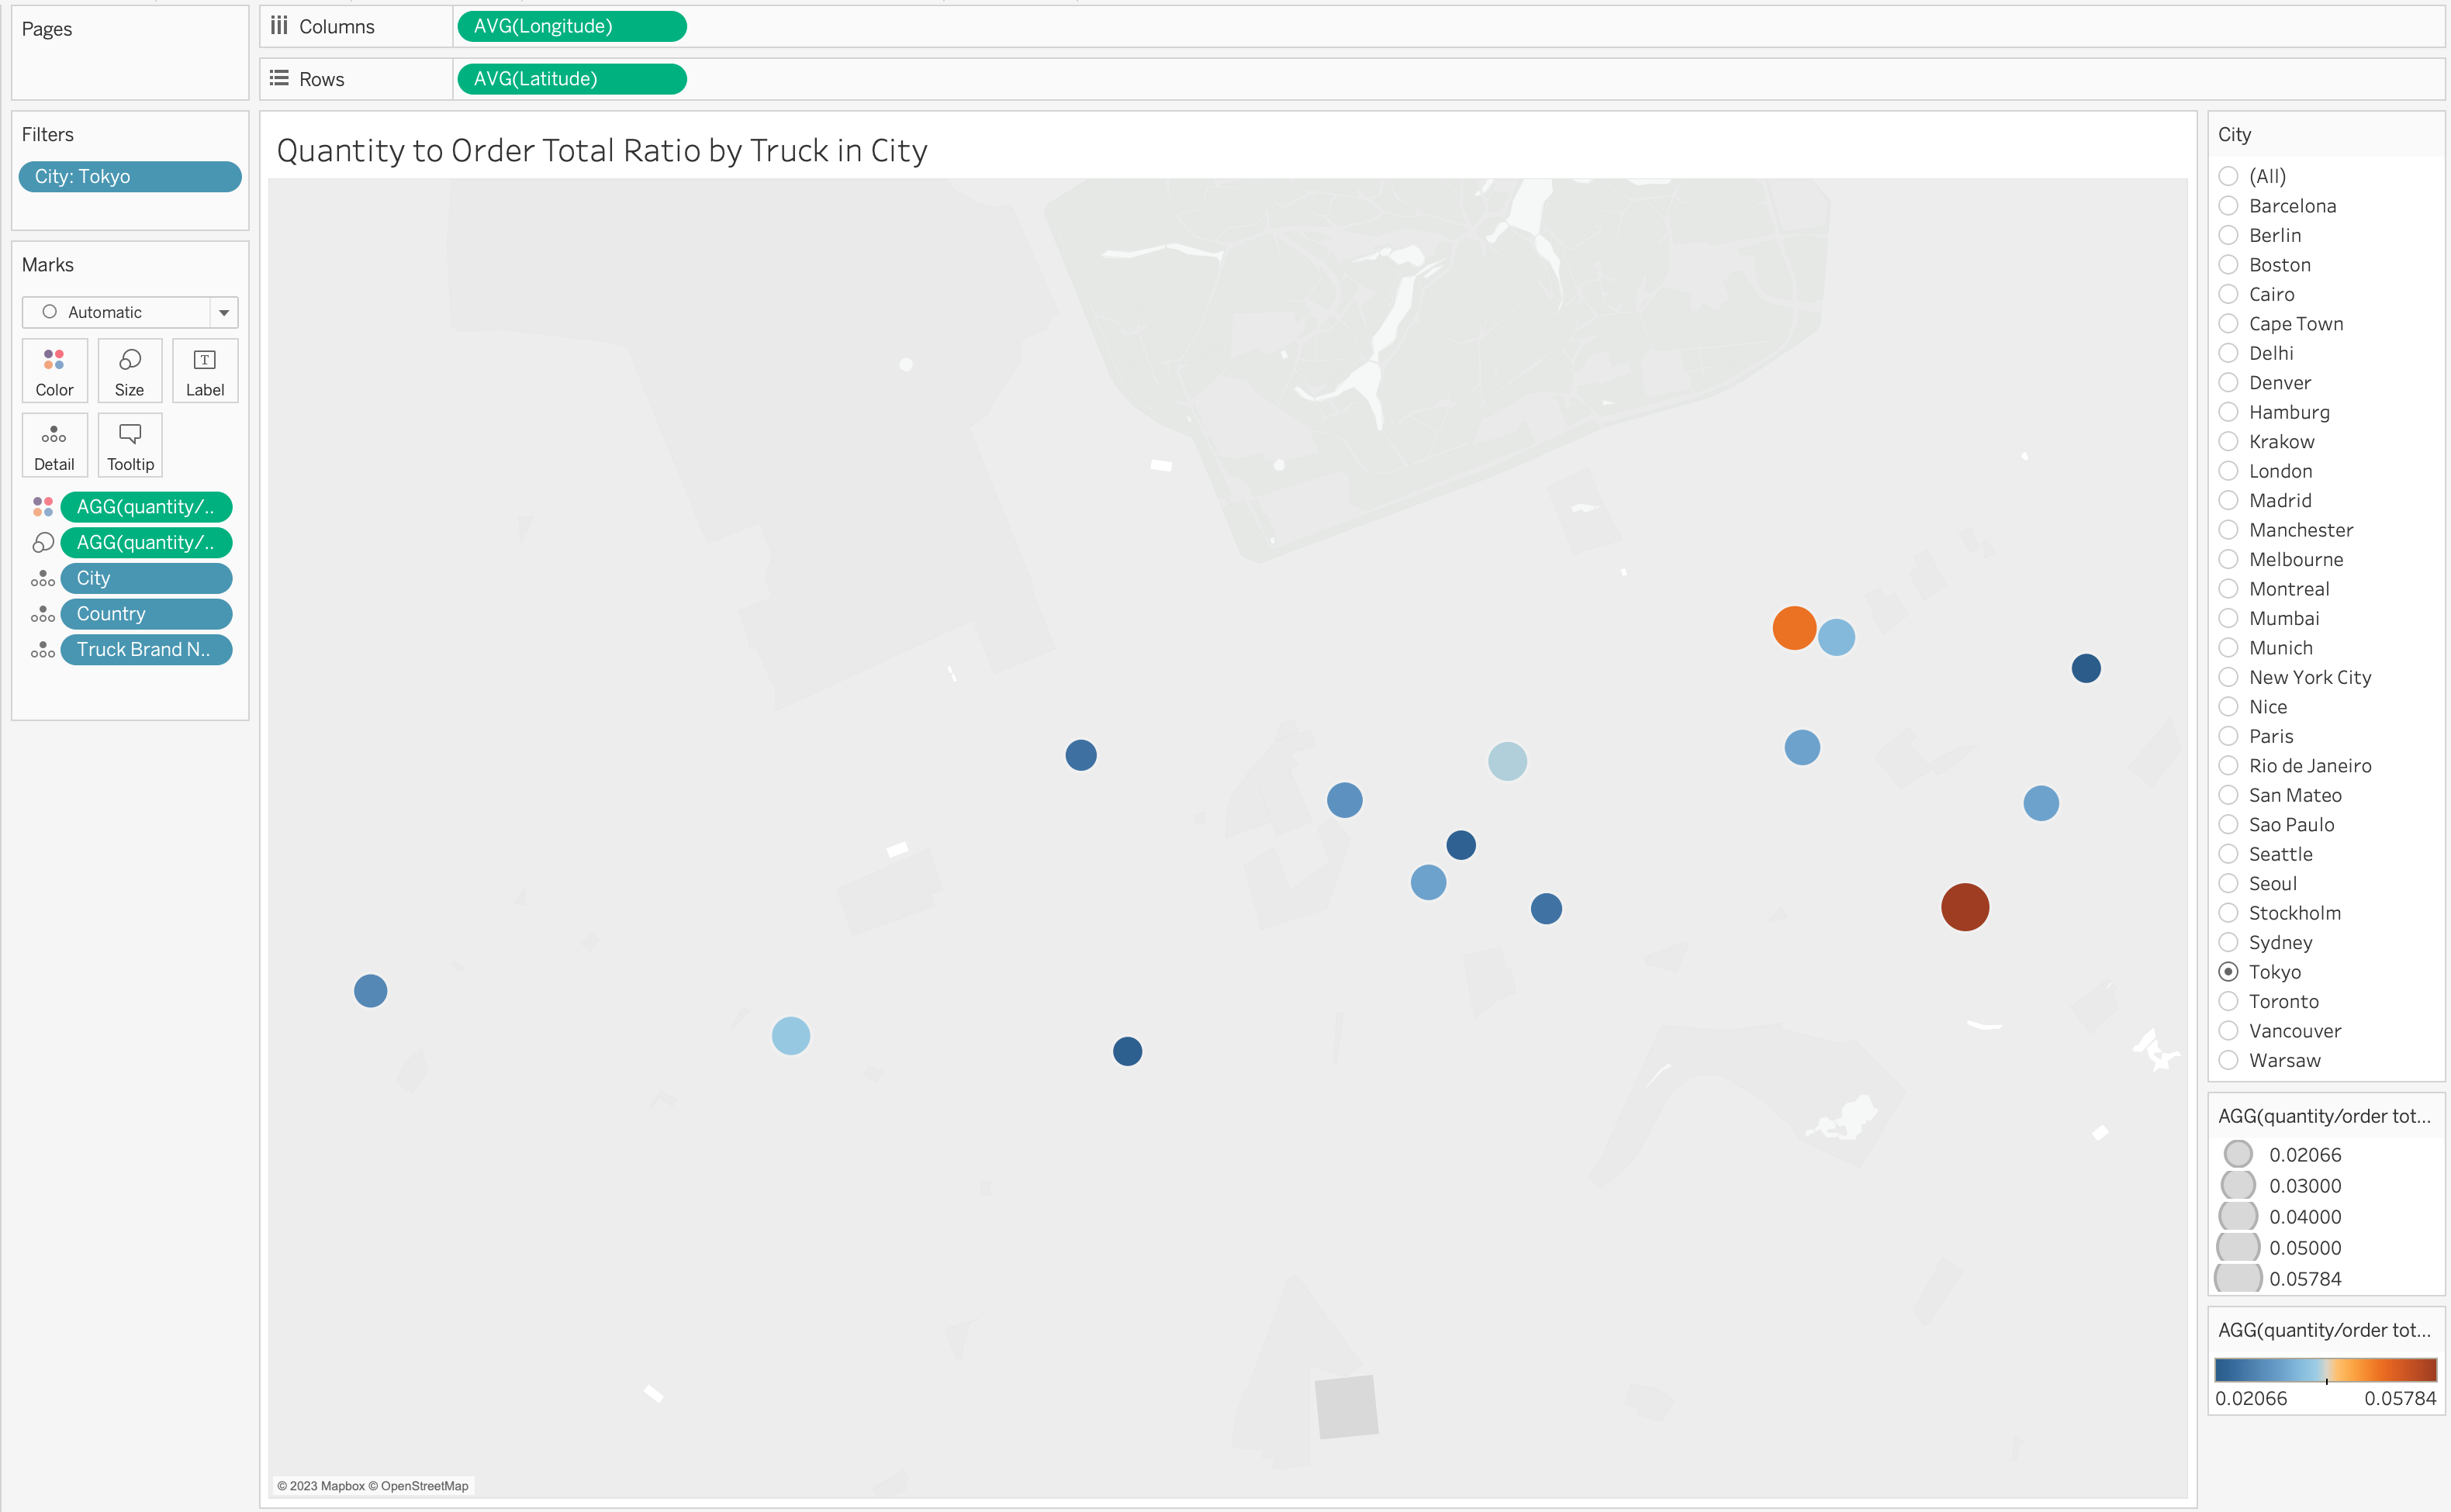 Pages
Columns
AVG(Longitude)
Rows
AVG(Latitude)
Filters
City: Tokyo
Marks
Automatic
Color
Size
T
Label
Detail
Tooltip
AGG(quantity/..
AGG(quantity/..
City
Country
Truck Brand N..
Quantity to Order Total Ratio by Truck in City
© 2023 Mapbox © OpenStreetMap
City
(All)
Barcelona
Berlin
Boston
Cairo
Cape Town
Delhi
Denver
Hamburg
Krakow
London
Madrid
Manchester
Melbourne
Montreal
Mumbai
Munich
New York City
Nice
Paris
Rio de Janeiro
San Mateo
Sao Paulo
Seattle
Seoul
Stockholm
Sydney
Tokyo
Toronto
Vancouver
Warsaw
AGG(quantity/order tot...
0.02066
0.03000
0.04000
0.05000
0.05784
AGG(quantity/order tot...
0.02066 0.05784